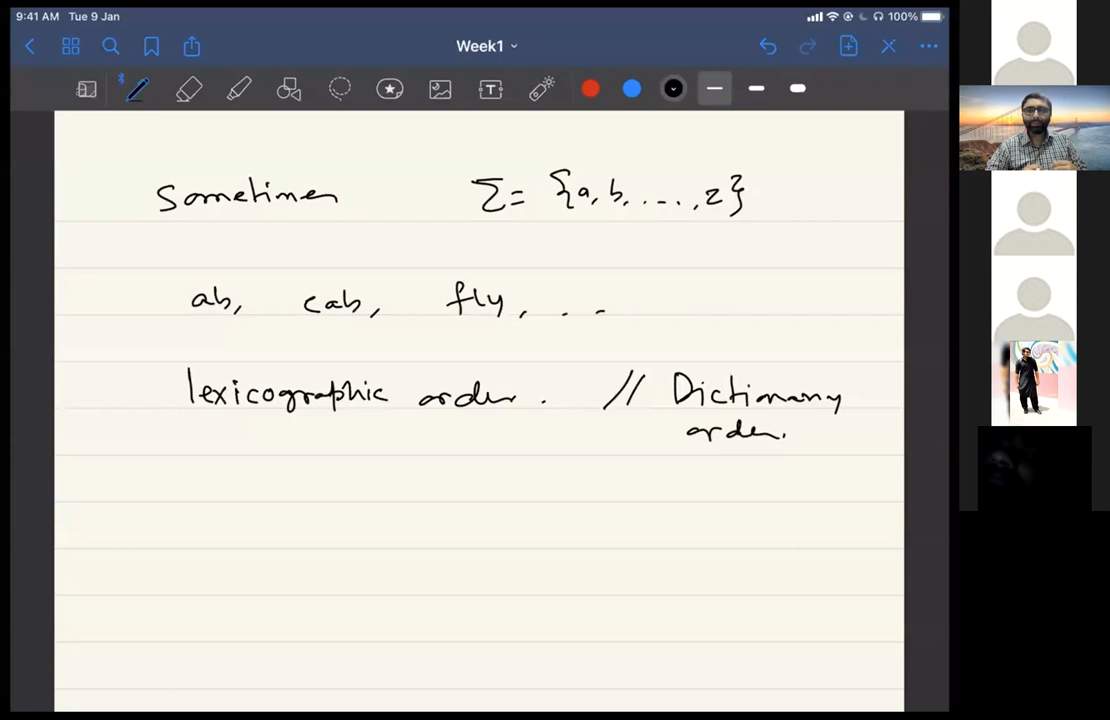 9:41 AM Tue 9 Jan 100%
Week1
T
Sometimes Σ = {a, b, ...., z}
ab, cab, fly, . .
lexicographic order. // Dictionary
order.